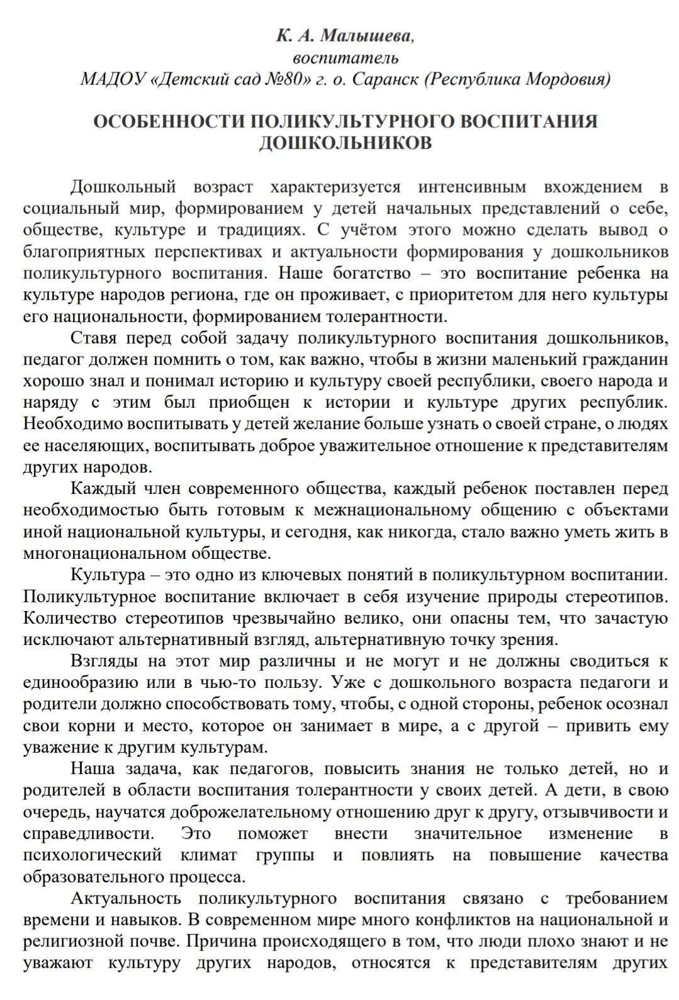 К. А. Малышева,
воспитатель
МАДОУ «Детский сад №80» г. о. Саранск (Республика Мордовия)
ОСОБЕННОСТИ ПОЛИКУЛЬТУРНОГО ВОСПИТАНИЯ
ДОШКОЛЬНИКОВ
Дошкольный возраст характеризуется интенсивным вхождением в
социальный мир, формированием у детей начальных представлений о себе,
обществе, культуре и традициях. С учётом этого можно сделать вывод о
благоприятных перспективах и актуальности формирования у дошкольников
поликультурного воспитания. Наше богатство – это воспитание ребенка на
культуре народов региона, где он проживает, с приоритетом для него культуры
его национальности, формированием толерантности.
Ставя перед собой задачу поликультурного воспитания дошкольников,
педагог должен помнить о том, как важно, чтобы в жизни маленький гражданин
хорошо знал и понимал историю и культуру своей республики, своего народа и
наряду с этим был приобщен к истории и культуре других республик.
Необходимо воспитывать у детей желание больше узнать о своей стране, о людях
ее населяющих, воспитывать доброе уважительное отношение к представителям
других народов.
Каждый член современного общества, каждый ребенок поставлен перед
необходимостью быть готовым к межнациональному общению с объектами
иной национальной культуры, и сегодня, как никогда, стало важно уметь жить в
многонациональном обществе.
Культура – это одно из ключевых понятий в поликультурном воспитании.
Поликультурное воспитание включает в себя изучение природы стереотипов.
Количество стереотипов чрезвычайно велико, они опасны тем, что зачастую
исключают альтернативный взгляд, альтернативную точку зрения.
Взгляды на этот мир различны и не могут и не должны сводиться к
единообразию или в чью-то пользу. Уже с дошкольного возраста педагоги и
родители должно способствовать тому, чтобы, с одной стороны, ребенок осознал
свои корни и место, которое он занимает в мире, а с другой – привить ему
уважение к другим культурам.
Наша задача, как педагогов, повысить знания не только детей, но и
родителей в области воспитания толерантности у своих детей. А дети, в свою
очередь, научатся доброжелательному отношению друг к другу, отзывчивости и
справедливости. Это поможет внести значительное изменение в
психологический климат группы и повлиять на повышение качества
образовательного процесса.
Актуальность поликультурного воспитания связано с требованием
времени и навыков. В современном мире много конфликтов на национальной и
религиозной почве. Причина происходящего в том, что люди плохо знают и не
уважают культуру других народов, относятся к представителям других